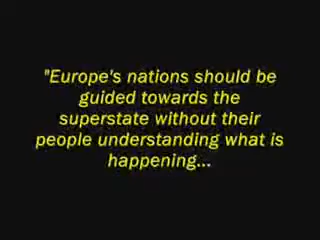 "Europe's nations should be
guided towards the
superstate without their
people understanding what is
happening...